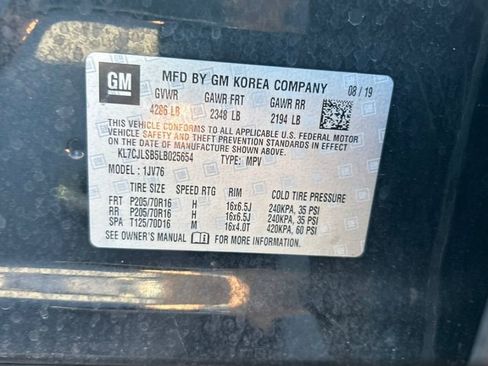 GM
MFD BY GM KOREA COMPANY 08 / 19
GVWR GAWR FRT GAWR RR
4286 LB 2348 LB 2194 LB
THIS VEHICLE CONFORMS TO ALL APPLICABLE U.S. FEDERAL MOTOR
VEHICLE SAFETY, BUMPER, AND THEFT PREVENTION STANDARDS IN EFFECT ON
THE DATE OF MANUFACTURE SHOWN ABOVE.
KL7CJLSB5LB025654 TYPE: MPV
MODEL : 1JV76
TIRE SIZE SPEED RTG RIM COLD TIRE PRESSURE
FRT P205/70R16 H 16x6.5J 240KPA, 35 PSI
RR P205/70R16 H 16x6.5J 240KPA, 35 PSI
SPA T125/70D16 M 16x4.0T 420KPA, 60 PSI
SEE OWNER'S MANUAL FOR MORE INFORMATION.